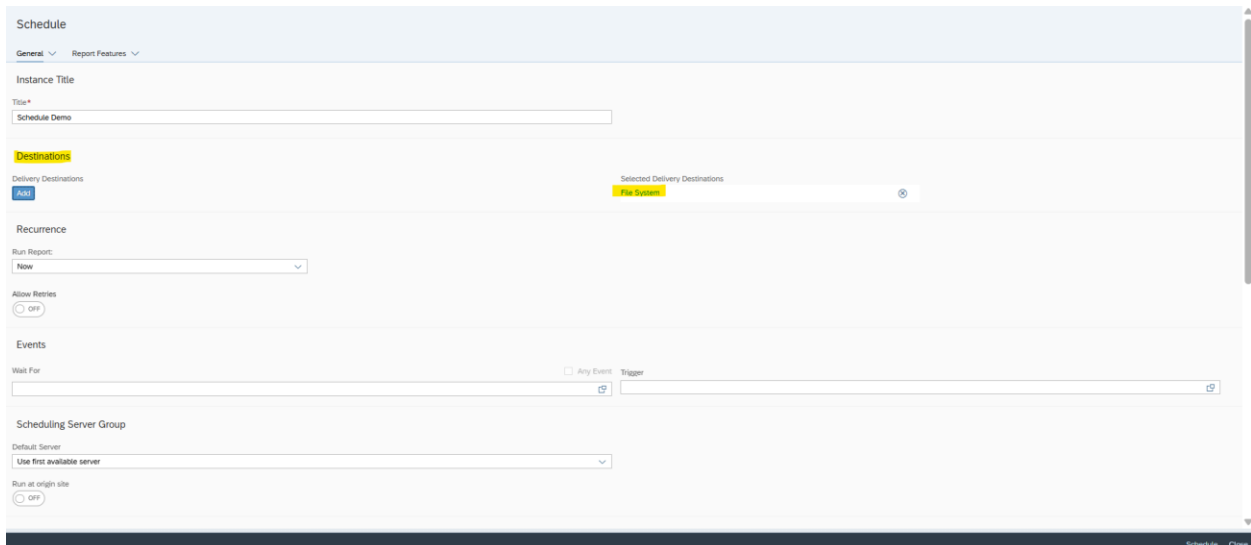 Schedule
General Report Features
Instance Title
Title*
Schedule Demo
Destinations
Delivery Destinations Selected Delivery Destinations
Add File System
Recurrence
Run Report:
Now
Allow Retries
OFF
Events
Wait For Any Event Trigger
Scheduling Server Group
Default Server
Use first available server
Run at origin site
OFF
Schedule Close